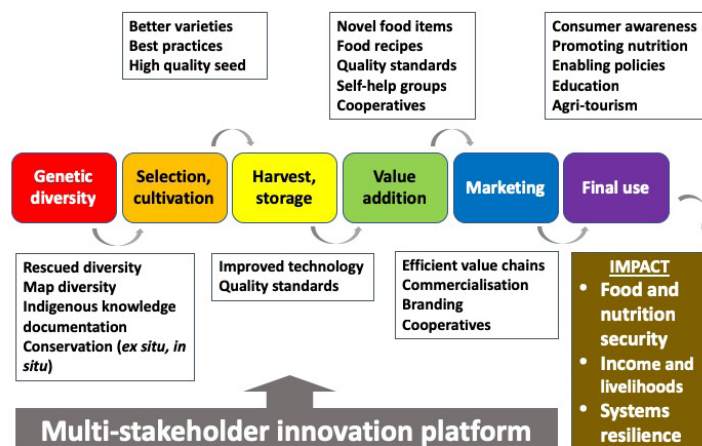 Better varieties
Best practices
High quality seed
Novel food items
Food recipes
Quality standards
Self-help groups
Cooperatives
Consumer awareness
Promoting nutrition
Enabling policies
Education
Agri-tourism
Genetic
diversity
Selection,
cultivation
Harvest,
storage
Value
addition
Marketing
Final use
Rescued diversity
Map diversity
Indigenous knowledge
documentation
Conservation (ex situ, in
situ)
Improved technology
Quality standards
Efficient value chains
Commercialisation
Branding
Cooperatives
IMPACT
• Food and
nutrition
security
• Income and
livelihoods
• Systems
resilience
Multi-stakeholder innovation platform